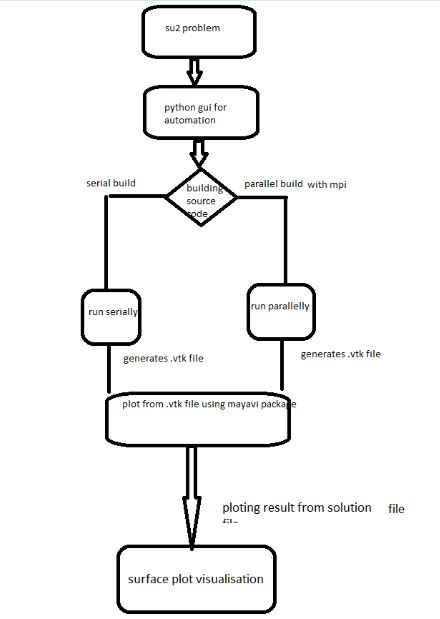 su2 problem
python gui for
automation
serial build
building
source
code
parallel build with mpi
run serially
run parallelly
generates .vtk file
generates .vtk file
plot from .vtk file using mayavi package
ploting result from solution file
surface plot visualisation